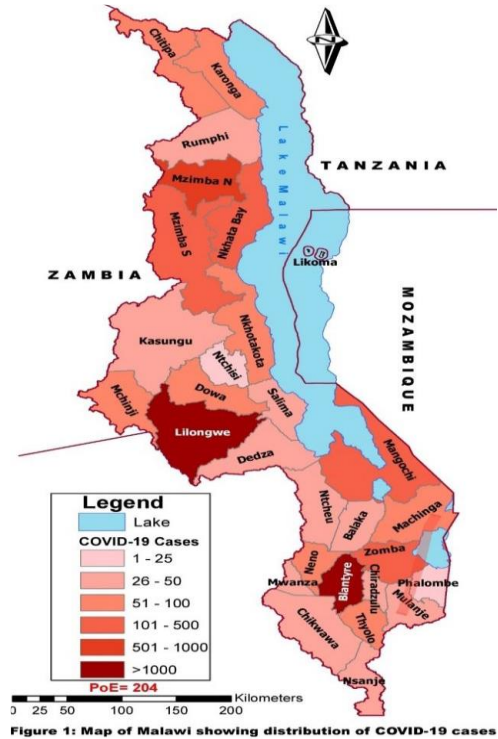 Chitipa
Karonga
Rumphi
Lake Malawi
TANZANIA
Mzimba N
Mzimba S
Nkhata Bay
Likoma
ZAMBIA
MOZAMBIQUE
Nkhotakota
Kasungu
Ntchisi
Mchinji
Dowa
Salima
Lilongwe
Dedza
Mangochi
Ntcheu
Balaka
Machinga
Neno
Zomba
Mwanza
Blantyre
Chiradzulu
Phalombe
Mulanje
Chikwawa
Thyolo
Nsanje
Legend
Lake
COVID-19 Cases
1 - 25
26 - 50
51 - 100
101 - 500
501 - 1000
>1000
PoE= 204
Kilometers
0 25 50 100 150 200
Figure 1: Map of Malawi showing distribution of COVID-19 cases